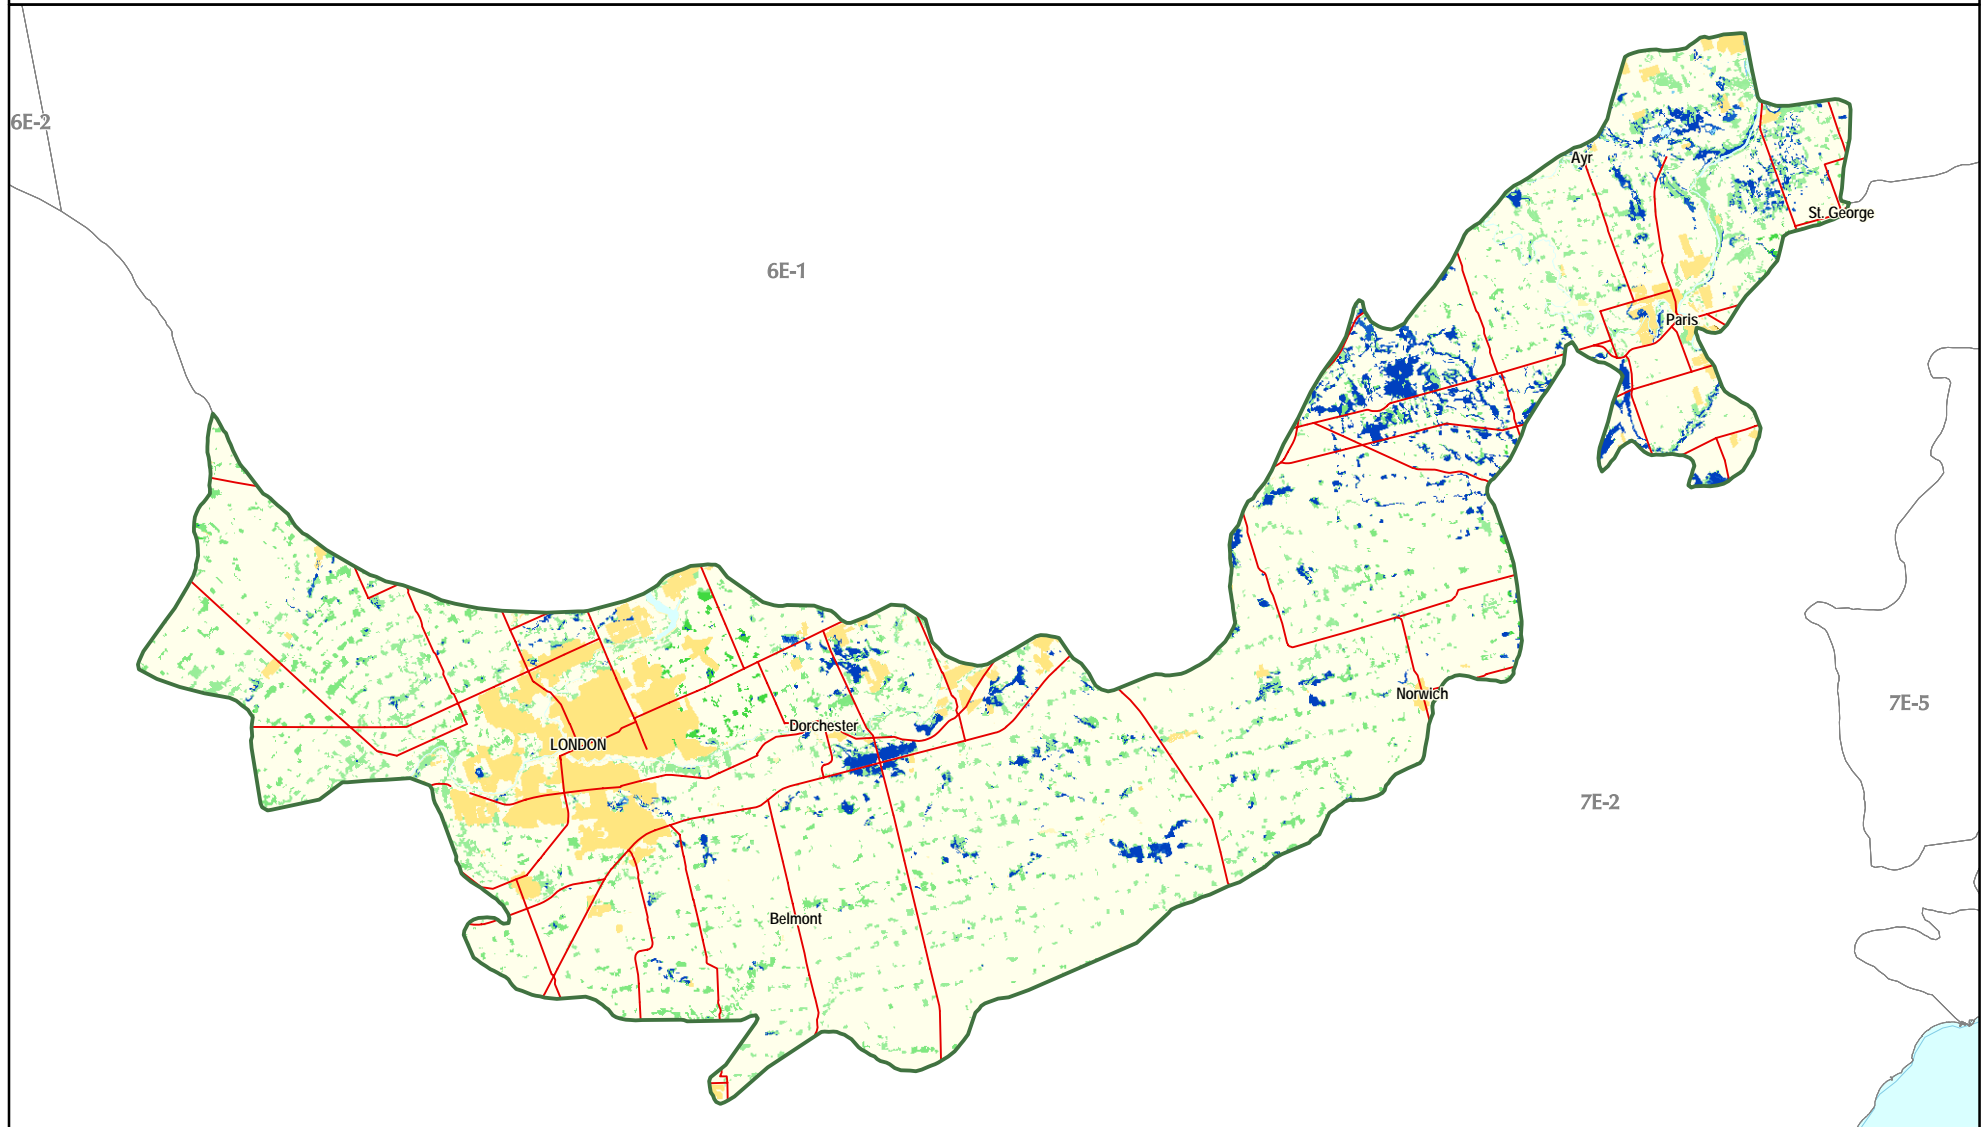 6E-2
Ayr
St. George
6E-1
Paris
Norwich
7E-5
Dorchester
LONDON
7E-2
Belmont